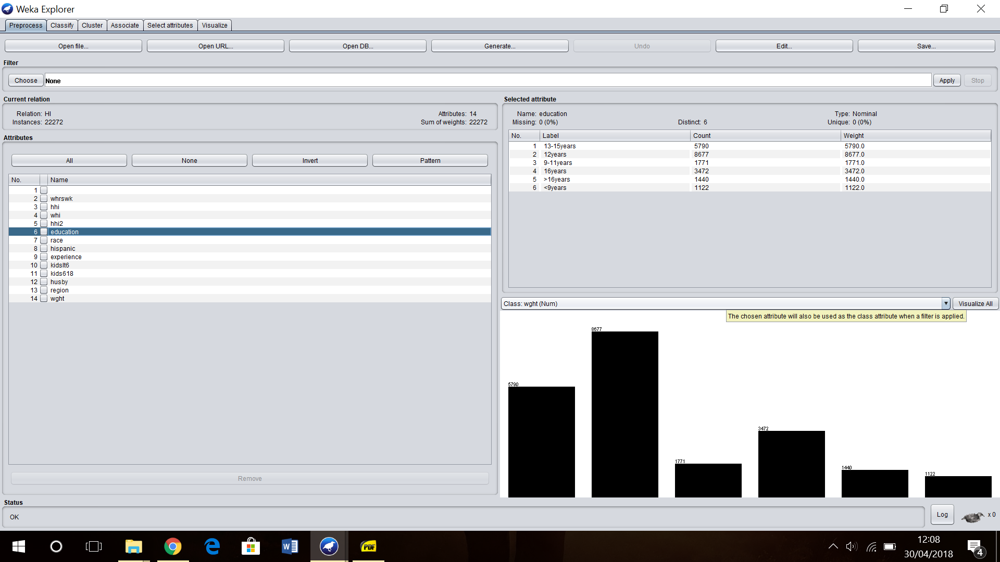 Weka Explorer
Preprocess Classify Cluster Associate Select attributes Visualize
Open file... Open URL... Open DB... Generate... Undo Edit... Save...
Filter
Choose None Apply Stop
Current relation
Relation: HI Attributes: 14
Instances: 22272 Sum of weights: 22272
Attributes
All None Invert Pattern
No. Name
1
2 whrswk
3 hhi
4 whi
5 hhi2
6 education
7 race
8 hispanic
9 experience
10 kidslt6
11 kids618
12 husby
13 region
14 wght
Remove
Selected attribute
Name: education Type: Nominal
Missing: 0 (0%) Distinct: 6 Unique: 0 (0%)
No. Label Count Weight
1 13-15years 5790 5790.0
2 12years 8677 8677.0
3 9-11years 1771 1771.0
4 16years 3472 3472.0
5 >16years 1440 1440.0
6 <9years 1122 1122.0
Class: wght (Num) Visualize All
The chosen attribute will also be used as the class attribute when a filter is applied.
8677
5790
3472
1771
1440
1122
Status
OK
Log x 0
W PDF
12:08
30/04/2018
4